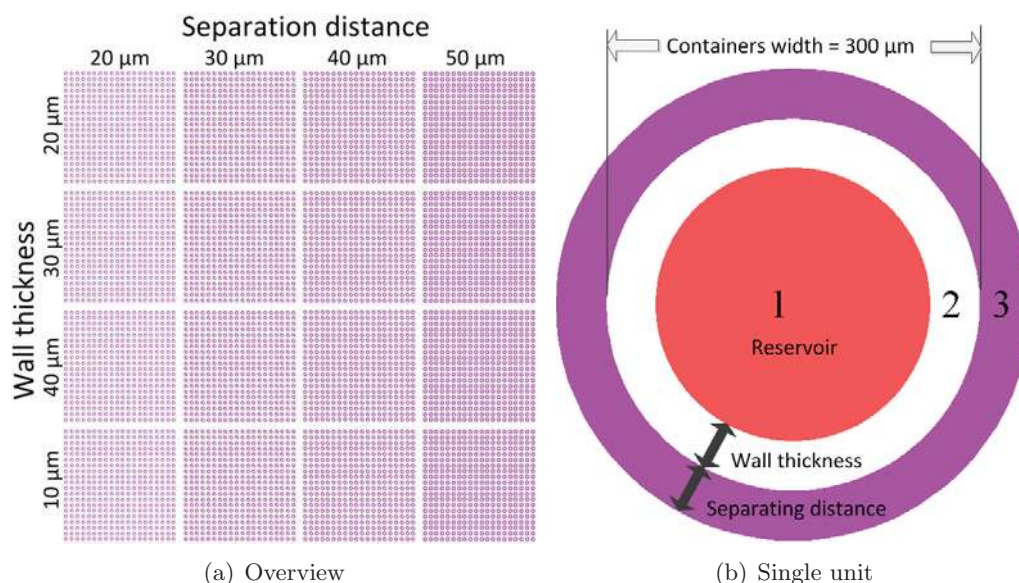 Separation distance
20 µm 30 µm 40 µm 50 µm
Wall thickness
20 µm
30 µm
40 µm
10 µm
(a) Overview
Containers width = 300 µm
1
2
3
Reservoir
Wall thickness
Separating distance
(b) Single unit